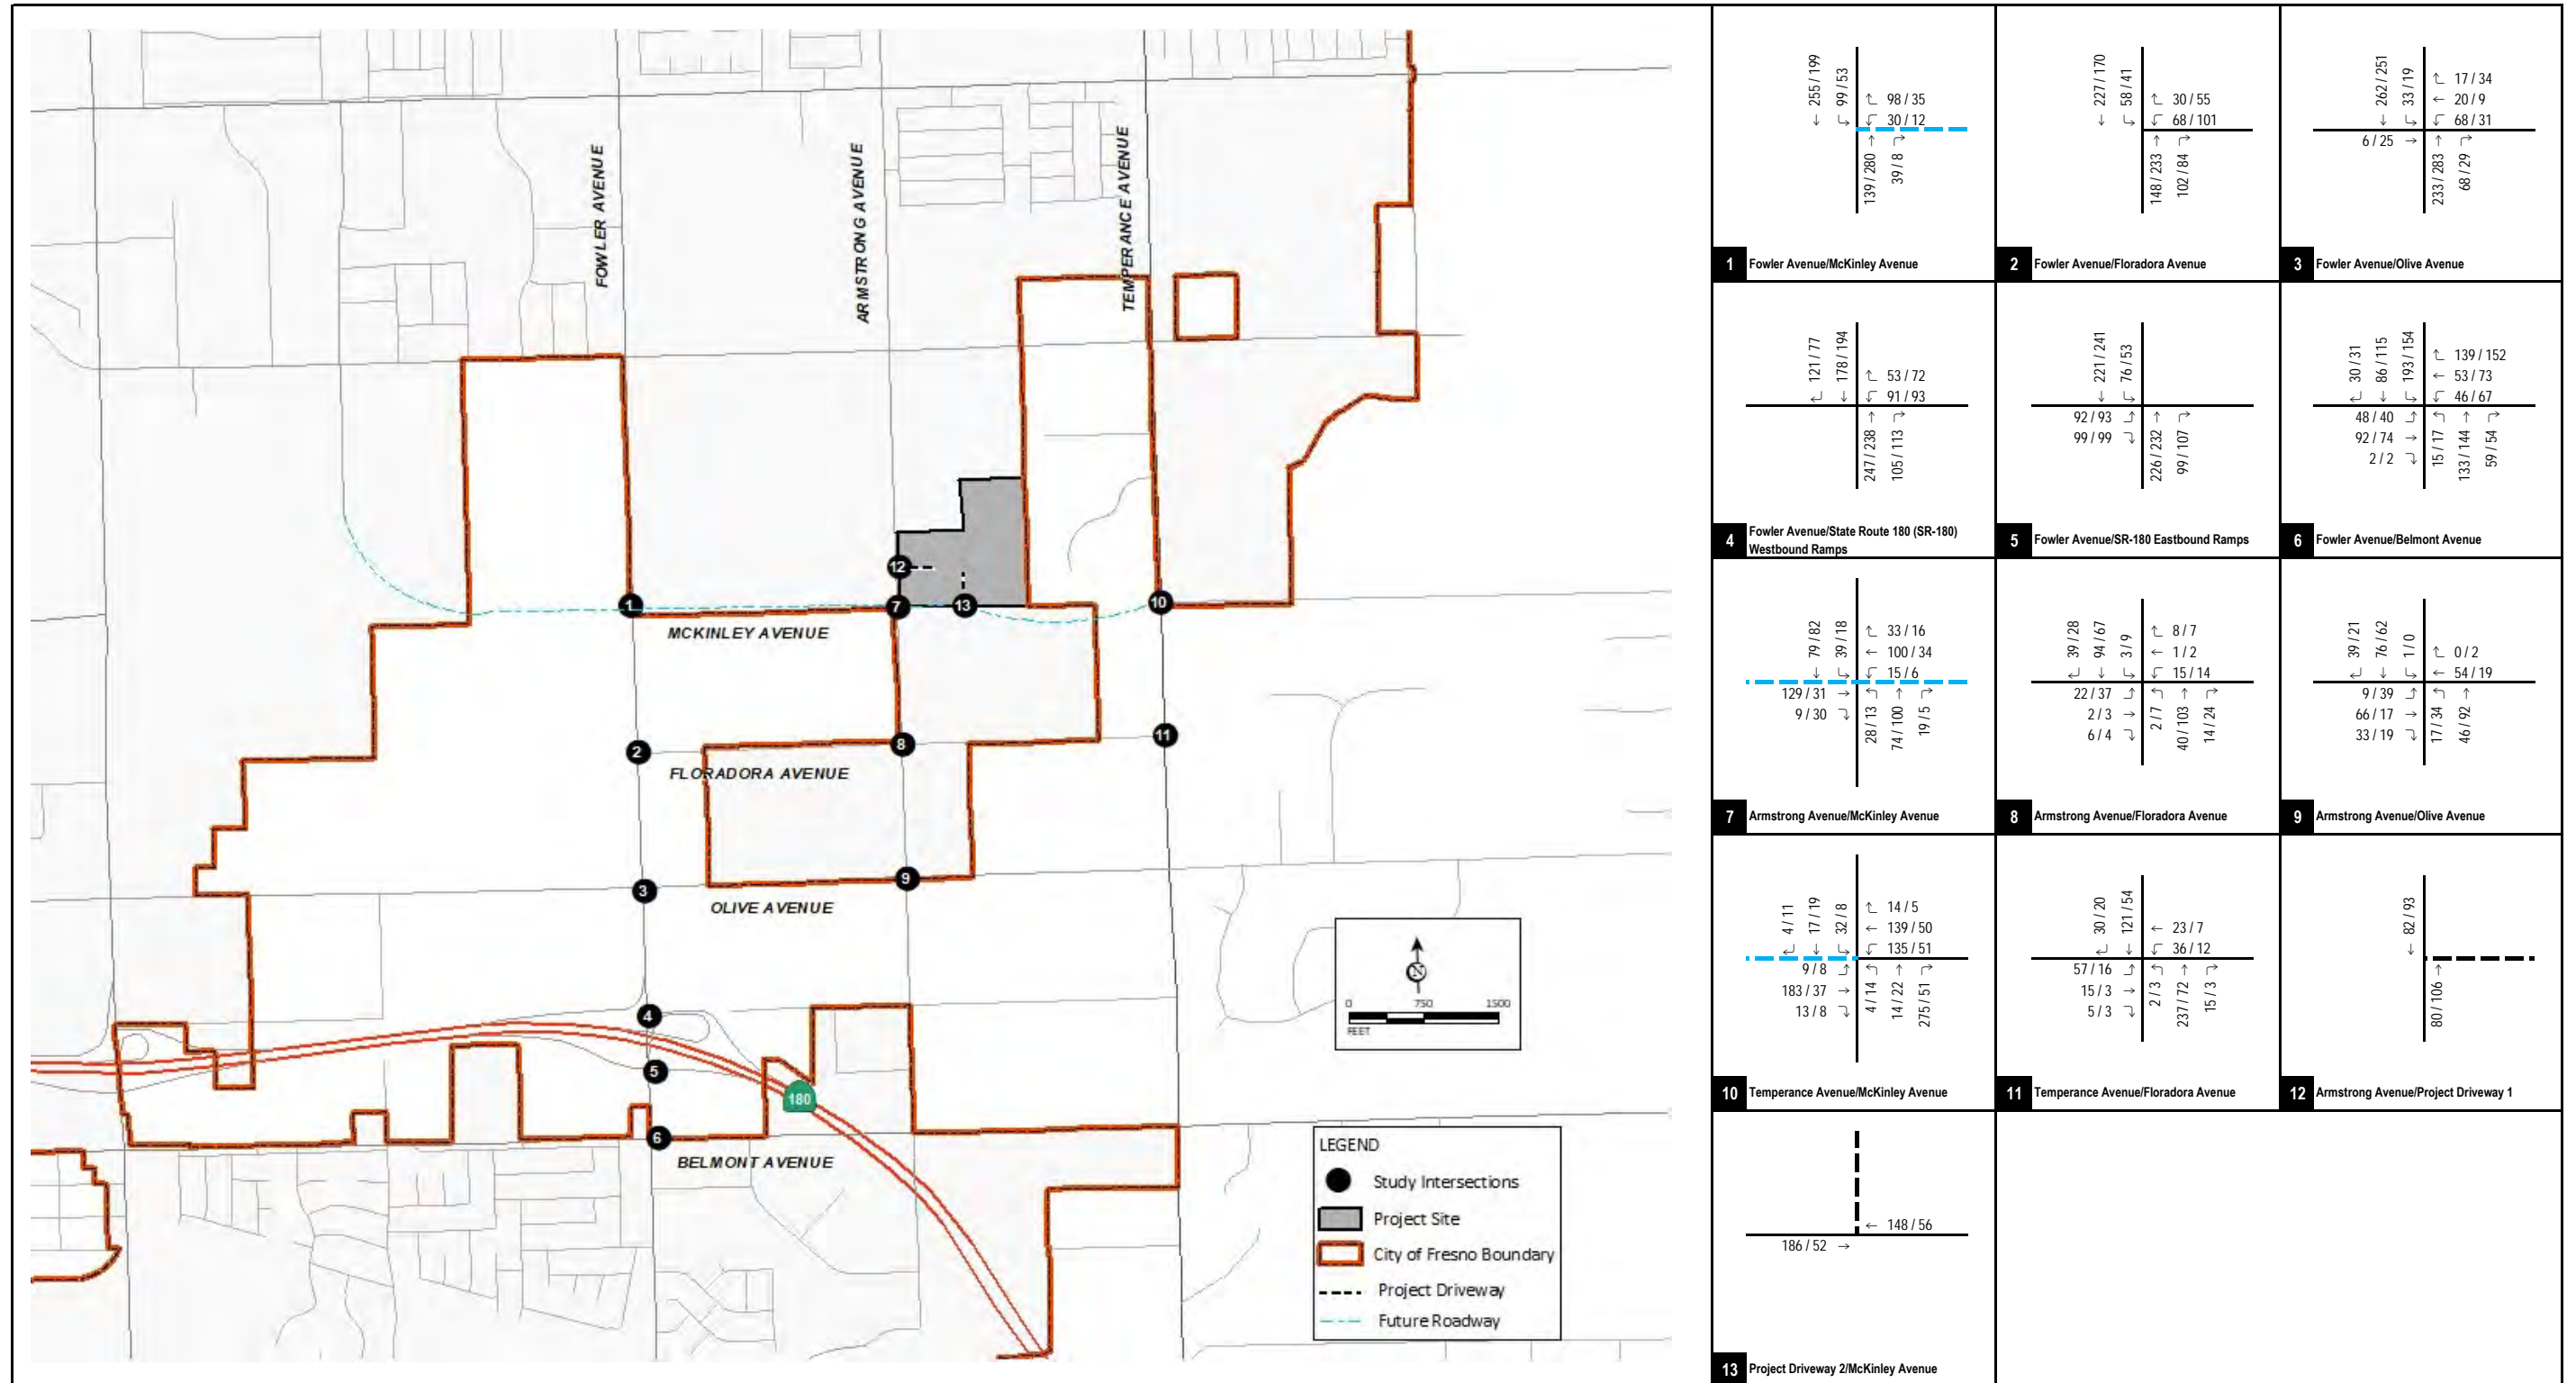 FOWLER AVENUE
ARMSTRONG AVENUE
TEMPERANCE AVENUE
12
1
7
13
10
MCKINLEY AVENUE
2
8
11
FLORADORA AVENUE
3
9
OLIVE AVENUE
4
5
180
6
BELMONT AVENUE
N
0 750 1500
FEET
LEGEND
Study Intersections
Project Site
City of Fresno Boundary
Project Driveway
Future Roadway
255 / 199
99 / 53
↓ ↳
↑ 98 / 35
30 / 12
139 / 280 →
39 / 8
1 Fowler Avenue/McKinley Avenue
227 / 170
58 / 41
30 / 55
68 / 101
148 / 233
102 / 84
2 Fowler Avenue/Floradora Avenue
262 / 251
33 / 19
17 / 34
← 20 / 9
68 / 31
6 / 25 →
233 / 283
68 / 29
3 Fowler Avenue/Olive Avenue
121 / 77
178 / 194
53 / 72
91 / 93
247 / 238
105 / 113
4 Fowler Avenue/State Route 180 (SR-180)
Westbound Ramps
221 / 241
76 / 53
92 / 93
99 / 99
226 / 232
99 / 107
5 Fowler Avenue/SR-180 Eastbound Ramps
30 / 31
86 / 115
193 / 154
139 / 152
← 53 / 73
46 / 67
48 / 40
92 / 74 →
2 / 2
15 / 17
133 / 144
59 / 54
6 Fowler Avenue/Belmont Avenue
79 / 82
39 / 18
33 / 16
← 100 / 34
15 / 6
129 / 31 →
9 / 30
28 / 13
74 / 100
19 / 5
7 Armstrong Avenue/McKinley Avenue
39 / 28
94 / 67
3 / 9
8 / 7
← 1 / 2
15 / 14
22 / 37
2 / 3 →
6 / 4
2 / 7
40 / 103
14 / 24
8 Armstrong Avenue/Floradora Avenue
39 / 21
76 / 62
1 / 0
0 / 2
← 54 / 19
9 / 39
66 / 17 →
33 / 19
17 / 34
46 / 92
9 Armstrong Avenue/Olive Avenue
4 / 11
17 / 19
32 / 8
14 / 5
← 139 / 50
135 / 51
9 / 8
183 / 37 →
13 / 8
4 / 14
14 / 22
275 / 51
10 Temperance Avenue/McKinley Avenue
30 / 20
121 / 54
← 23 / 7
36 / 12
57 / 16
15 / 3 →
5 / 3
2 / 3
237 / 72
15 / 3
11 Temperance Avenue/Floradora Avenue
82 / 93
80 / 106
12 Armstrong Avenue/Project Driveway 1
← 148 / 56
186 / 52 →
13 Project Driveway 2/McKinley Avenue